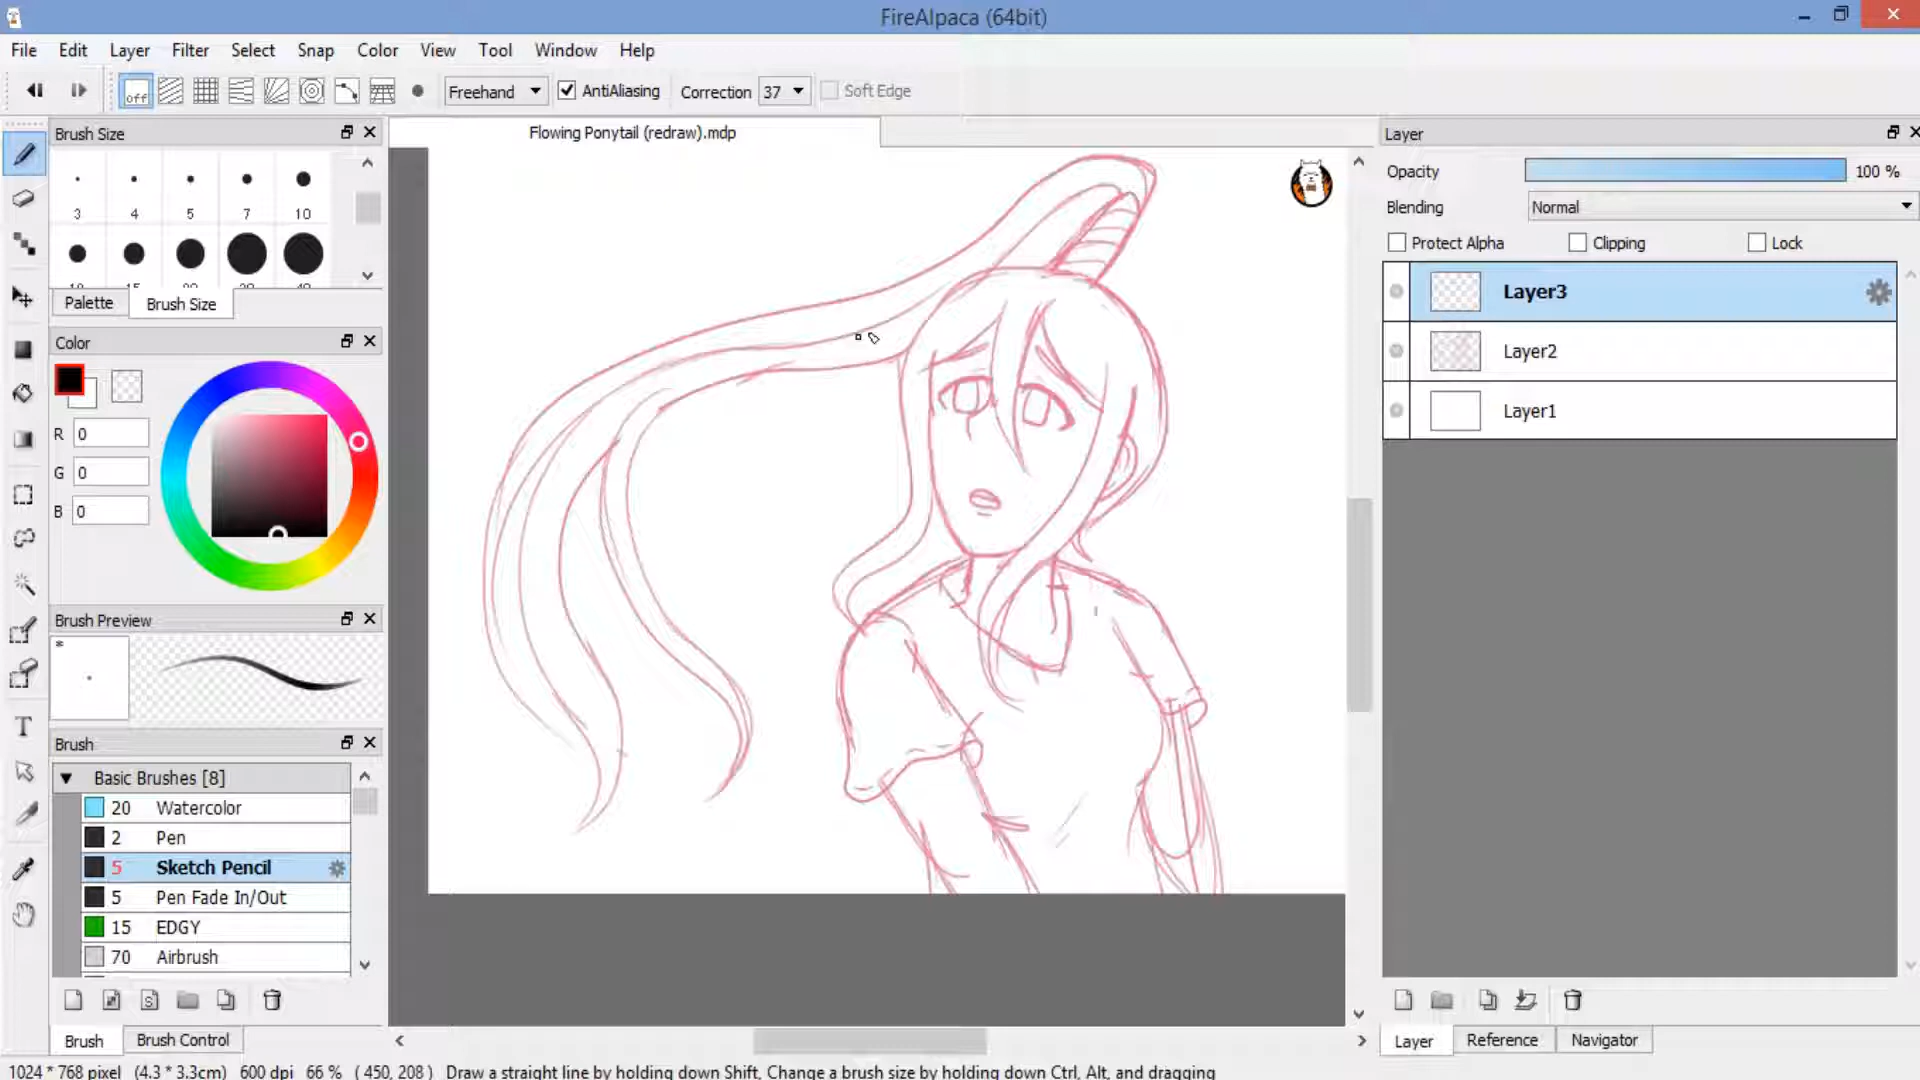 FireAlpaca (64bit)
File Edit Layer Filter Select Snap Color View Tool Window Help
off Freehand AntiAliasing Correction 37 Soft Edge
Brush Size
Flowing Ponytail (redraw).mdp
Layer
3 4 5 7 10
Palette Brush Size
Color
R 0
G 0
B 0
Brush Preview
*
Brush
Basic Brushes [8]
20 Watercolor
2 Pen
5 Sketch Pencil
5 Pen Fade In/Out
15 EDGY
70 Airbrush
Brush Brush Control
Opacity 100 %
Blending Normal
Protect Alpha Clipping Lock
Layer3
Layer2
Layer1
Layer Reference Navigator
1024 * 768 pixel (4.3 * 3.3cm) 600 dpi 66 % ( 450, 208 ) Draw a straight line by holding down Shift, Change a brush size by holding down Ctrl, Alt, and dragging